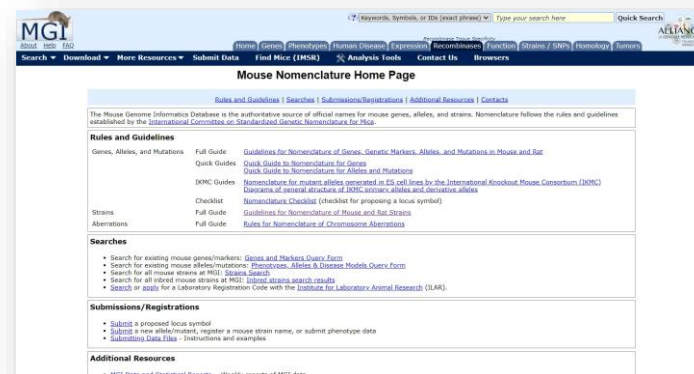 MGI
About Help FAQ
Keywords, Symbols, or IDs (exact phrase) Type your search here Quick Search
ALLIANCE
Recombinase Tissue Specificity
Home Genes Phenotypes Human Disease Expression Recombinases Function Strains / SNPs Homology Tumors
Search Download More Resources Submit Data Find Mice (IMSR) Analysis Tools Contact Us Browsers
Mouse Nomenclature Home Page
Rules and Guidelines | Searches | Submissions/Registrations | Additional Resources | Contacts
The Mouse Genome Informatics Database is the authoritative source of official names for mouse genes, alleles, and strains. Nomenclature follows the rules and guidelines
established by the International Committee on Standardized Genetic Nomenclature for Mice.
Rules and Guidelines
Genes, Alleles, and Mutations Full Guide Guidelines for Nomenclature of Genes, Genetic Markers, Alleles, and Mutations in Mouse and Rat
Quick Guides Quick Guide to Nomenclature for Genes
Quick Guide to Nomenclature for Alleles and Mutations
IKMC Guides Nomenclature for mutant alleles generated in ES cell lines by the International Knockout Mouse Consortium (IKMC)
Diagrams of general structure of IKMC primary alleles and derivative alleles
Checklist Nomenclature Checklist (checklist for proposing a locus symbol)
Strains Full Guide Guidelines for Nomenclature of Mouse and Rat Strains
Aberrations Full Guide Rules for Nomenclature of Chromosome Aberrations
Searches
• Search for existing mouse genes/markers: Genes and Markers Query Form
• Search for existing mouse alleles/mutations: Phenotypes, Alleles & Disease Models Query Form
• Search for all mouse strains at MGI: Strains Search
• Search for all inbred mouse strains at MGI: Inbred strains search results
• Search or apply for a Laboratory Registration Code with the Institute for Laboratory Animal Research (ILAR).
Submissions/Registrations
• Submit a proposed locus symbol
• Submit a new allele/mutant, register a mouse strain name, or submit phenotype data
• Submitting Data Files - Instructions and examples
Additional Resources